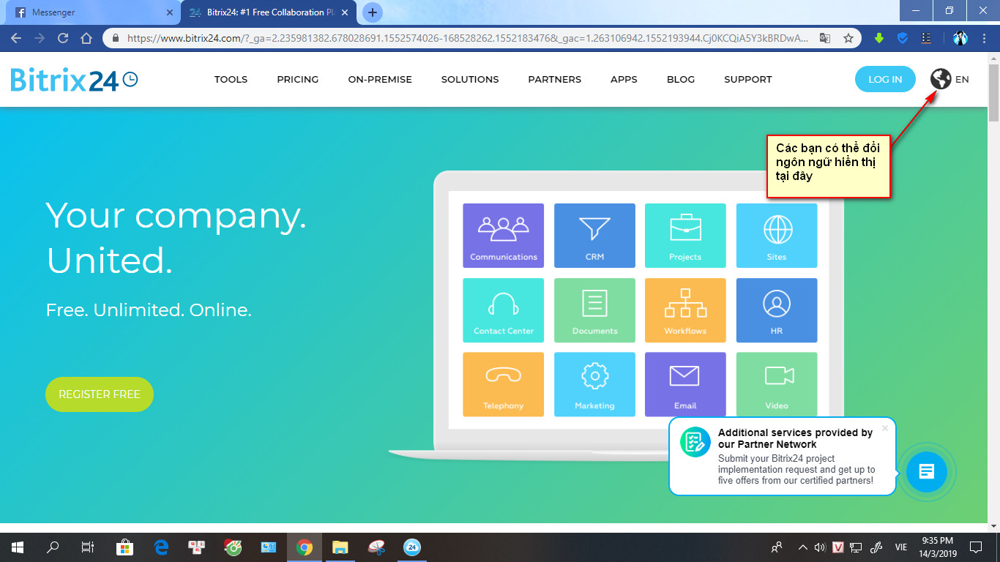 Messenger
Bitrix24: #1 Free Collaboration Pl
https://www.bitrix24.com/?_ga=2.235981382.678028691.1552574026-168528262.1552183476&_gac=1.263106942.1552193944.Cj0KCQiA5Y3kBRDwA...
Bitrix24
TOOLS PRICING ON-PREMISE SOLUTIONS PARTNERS APPS BLOG SUPPORT LOG IN EN
Các bạn có thể đổi
ngôn ngữ hiển thị
tại đây
Your company.
United.
Free. Unlimited. Online.
REGISTER FREE
Communications CRM Projects Sites
Contact Center Documents Workflows HR
Telephony Marketing Email Video
Additional services provided by
our Partner Network
Submit your Bitrix24 project
implementation request and get up to
five offers from our certified partners!
24
VIE
9:35 PM
14/3/2019